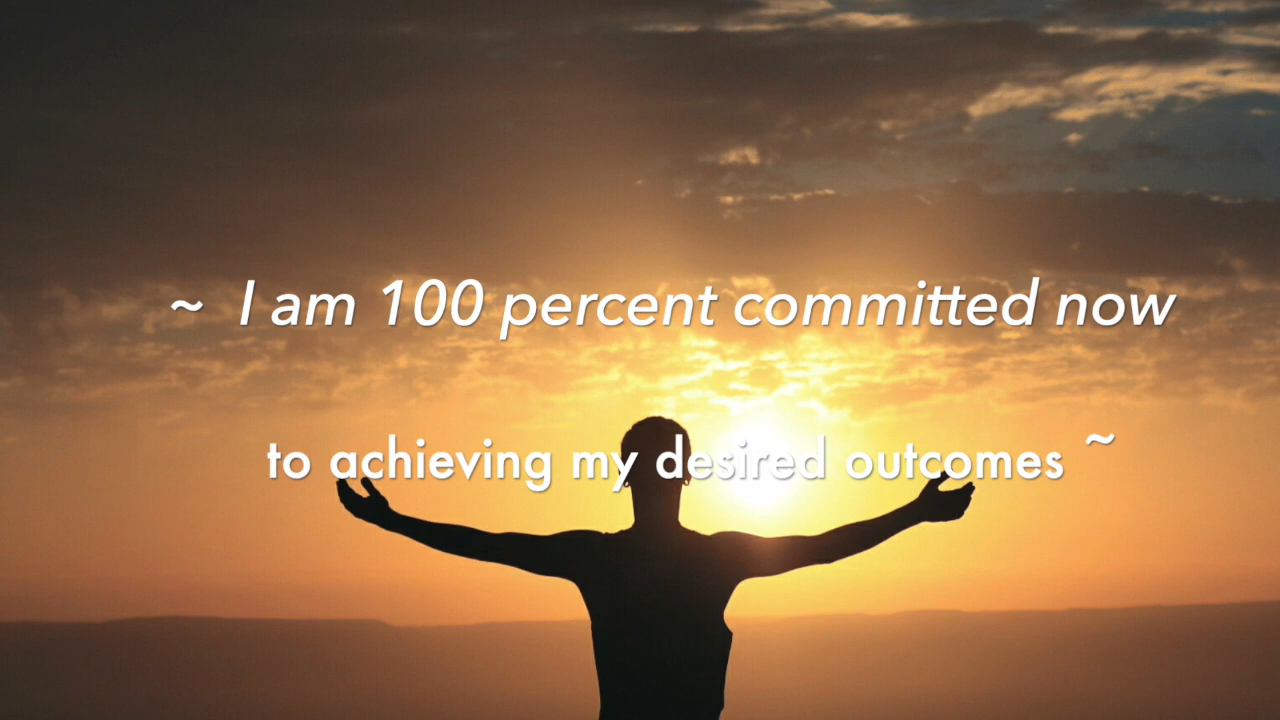 ~ I am 100 percent committed now
to achieving my desired outcomes ~